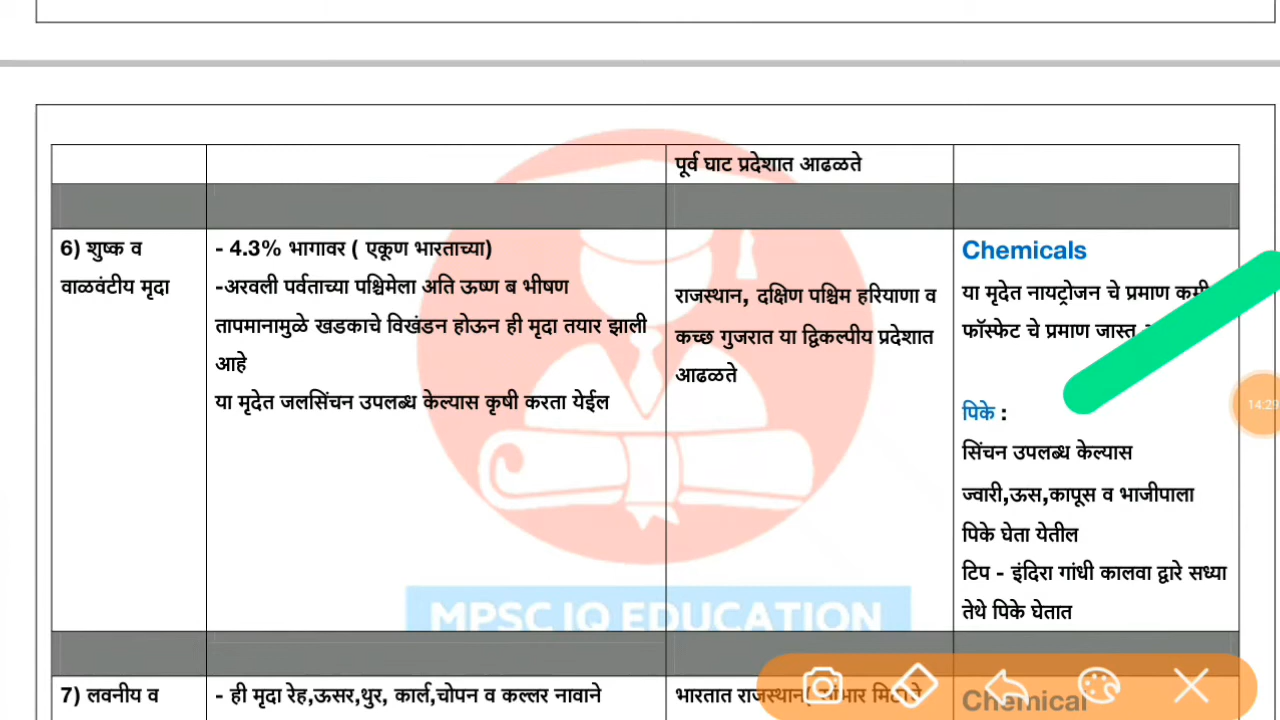 पूर्व घाट प्रदेशात आढळते
6) शुष्क व
वाळवंटीय मृदा
- 4.3% भागावर ( एकूण भारताच्या)
-अरवली पर्वताच्या पश्चिमेला अति ऊष्ण ब भीषण
तापमानामुळे खडकाचे विखंडन होऊन ही मृदा तयार झाली
आहे
या मृदेत जलसिंचन उपलब्ध केल्यास कृषी करता येईल
राजस्थान, दक्षिण पश्चिम हरियाणा व
कच्छ गुजरात या द्विकल्पीय प्रदेशात
आढळते
Chemicals
या मृदेत नायट्रोजन चे प्रमाण कमी
फॉस्फेट चे प्रमाण जास्त
पिके :
सिंचन उपलब्ध केल्यास
ज्वारी,ऊस,कापूस व भाजीपाला
पिके घेता येतील
टिप - इंदिरा गांधी कालवा द्वारे सध्या
तेथे पिके घेतात
MPSC IQ EDUCATION
14:29
7) लवनीय व
- ही मृदा रेह,ऊसर,थुर, कार्ल,चोपन व कल्लर नावाने
भारतात राजस्थान(
Chemical